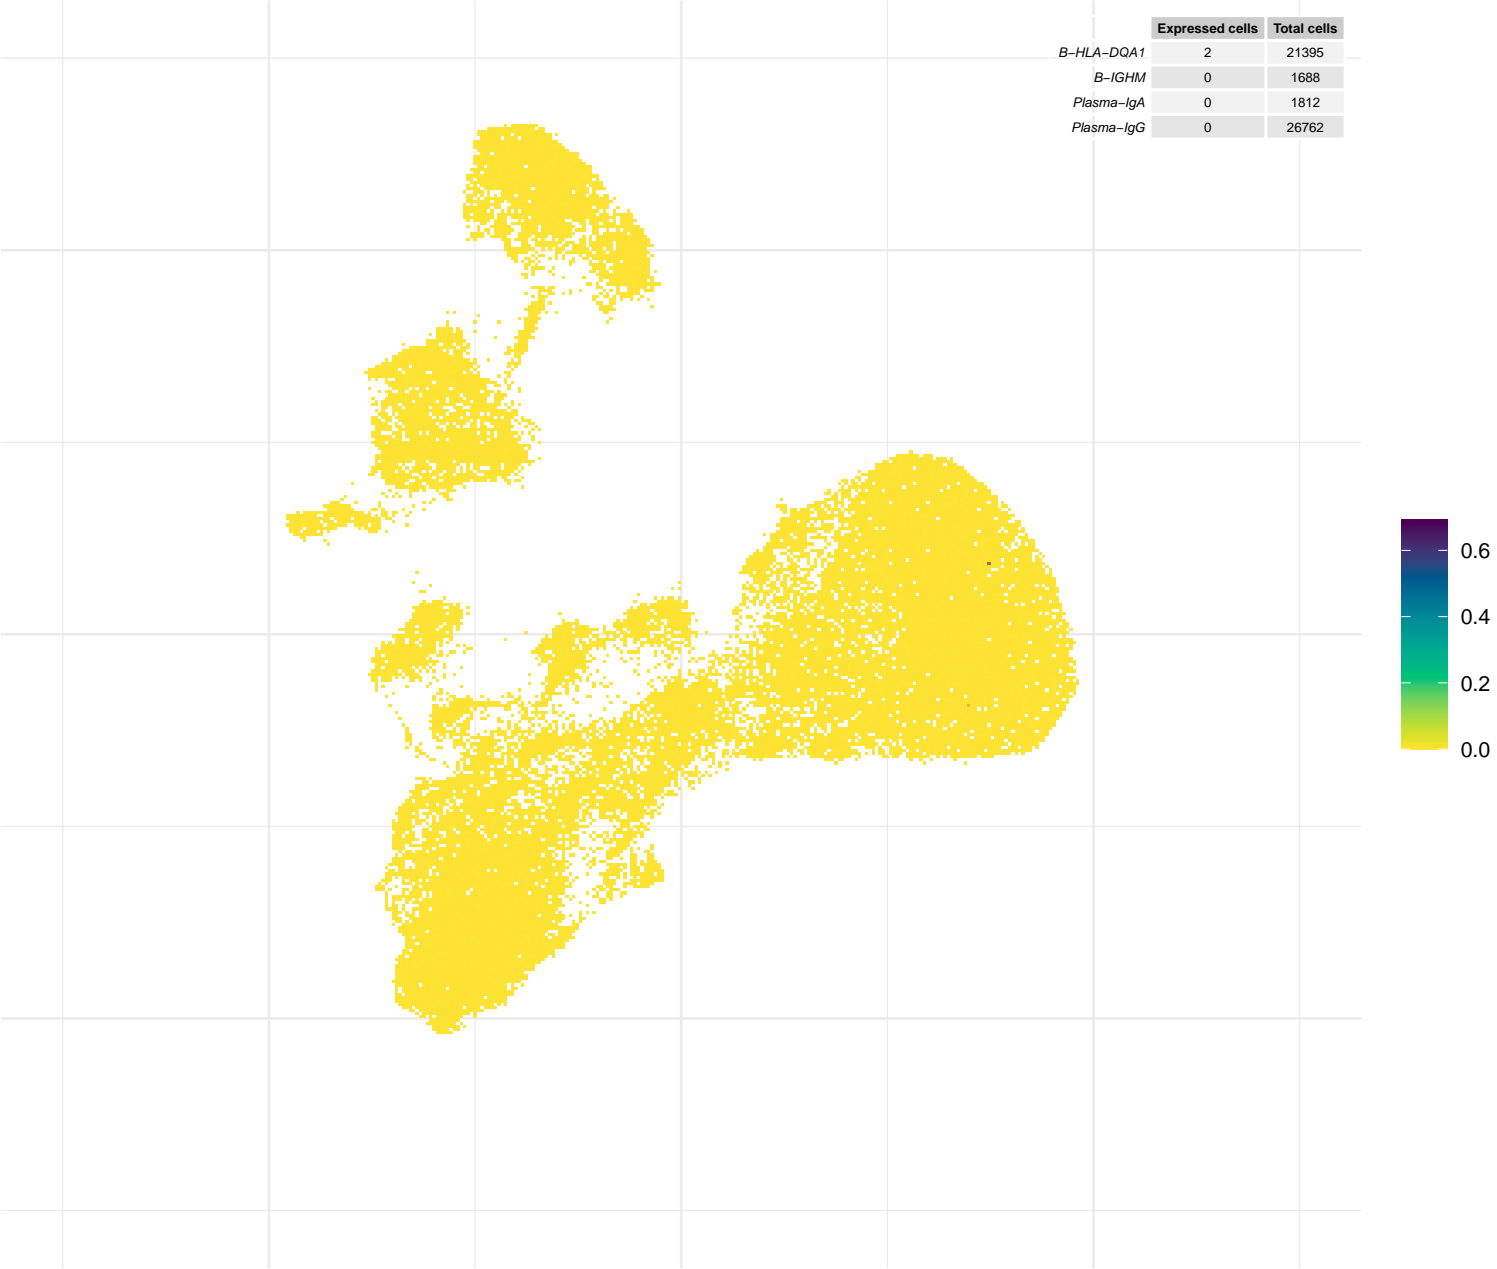 Expressed cells Total cells
B−HLA−DQA1 2 21395
B−IGHM 0 1688
Plasma−IgA 0 1812
Plasma−IgG 0 26762
0.6
0.4
0.2
0.0